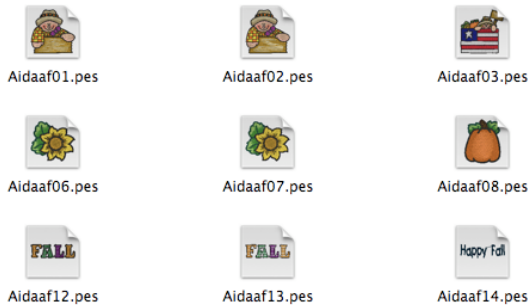 Aidaaf01.pes
Aidaaf02.pes
Aidaaf03.pes
Aidaaf06.pes
Aidaaf07.pes
Aidaaf08.pes
FALL
FALL
Happy Fall
Aidaaf12.pes
Aidaaf13.pes
Aidaaf14.pes